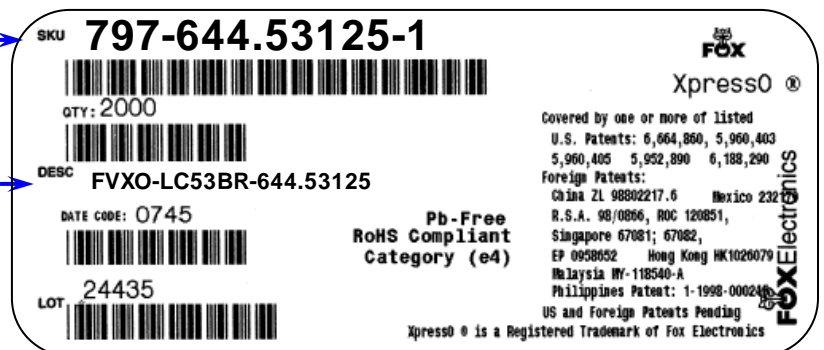 SKU 797-644.53125-1
QTY: 2000
DESC FVXO-LC53BR-644.53125
DATE CODE: 0745
LOT 24435
Pb-Free
RoHS Compliant
Category (e4)
FOX
XpressO ®
Covered by one or more of listed
U.S. Patents: 6,664,860, 5,960,403
5,960,405 5,952,890 6,188,290
Foreign Patents:
China ZL 98802217.6 Mexico
R.S.A. 98/0866, ROC 120851,
Singapore 67081; 67082,
EP 0958652 Hong Kong HK1026079
Malaysia MY-118540-A
Philippines Patent:
US and Foreign Patents Pending
XpressO ® is a Registered Trademark of Fox Electronics
FOXElectronics